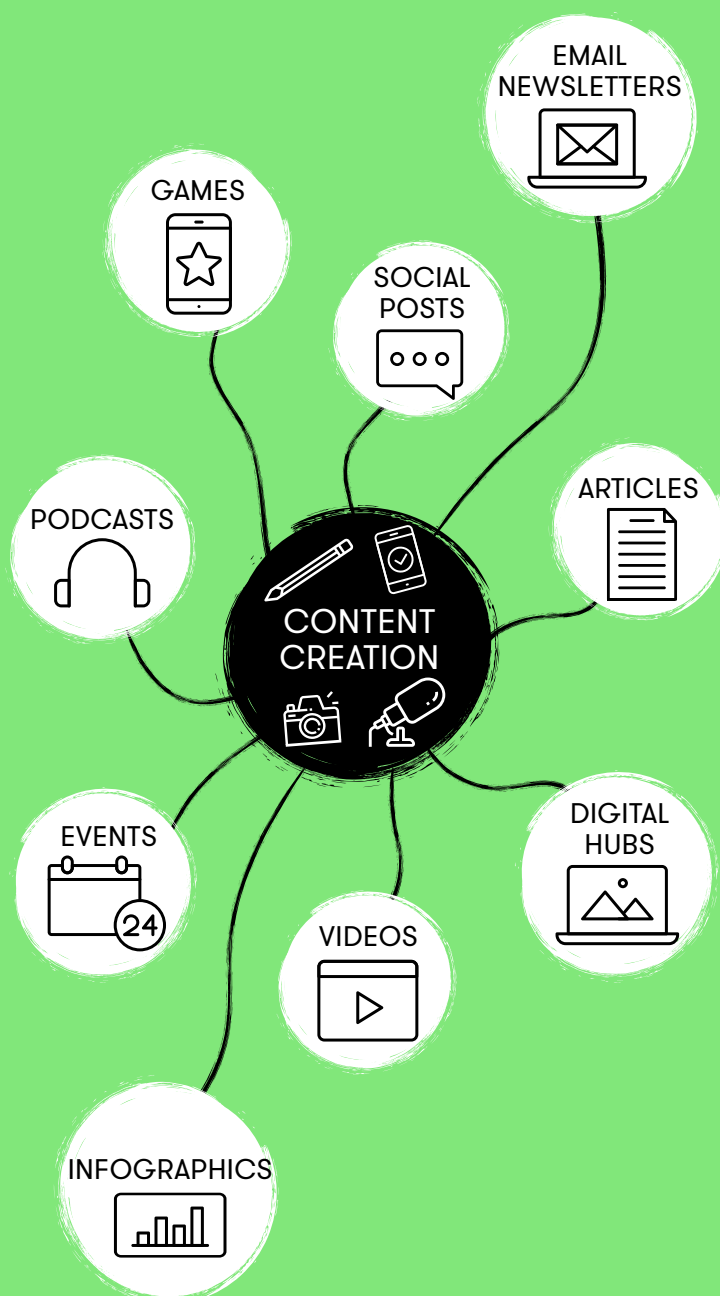 EMAIL
NEWSLETTERS
GAMES
SOCIAL
POSTS
ARTICLES
PODCASTS
CONTENT
CREATION
DIGITAL
HUBS
EVENTS
24
VIDEOS
INFOGRAPHICS